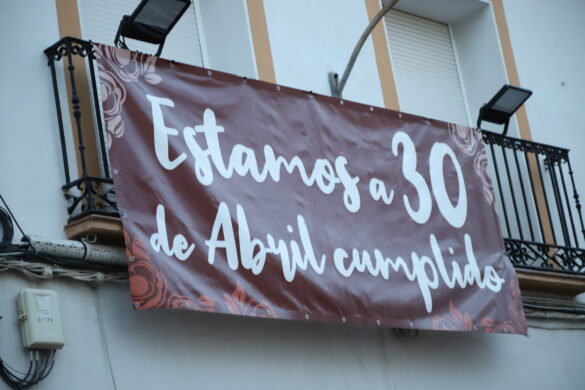 Estamos a 30
de Abril cumplido